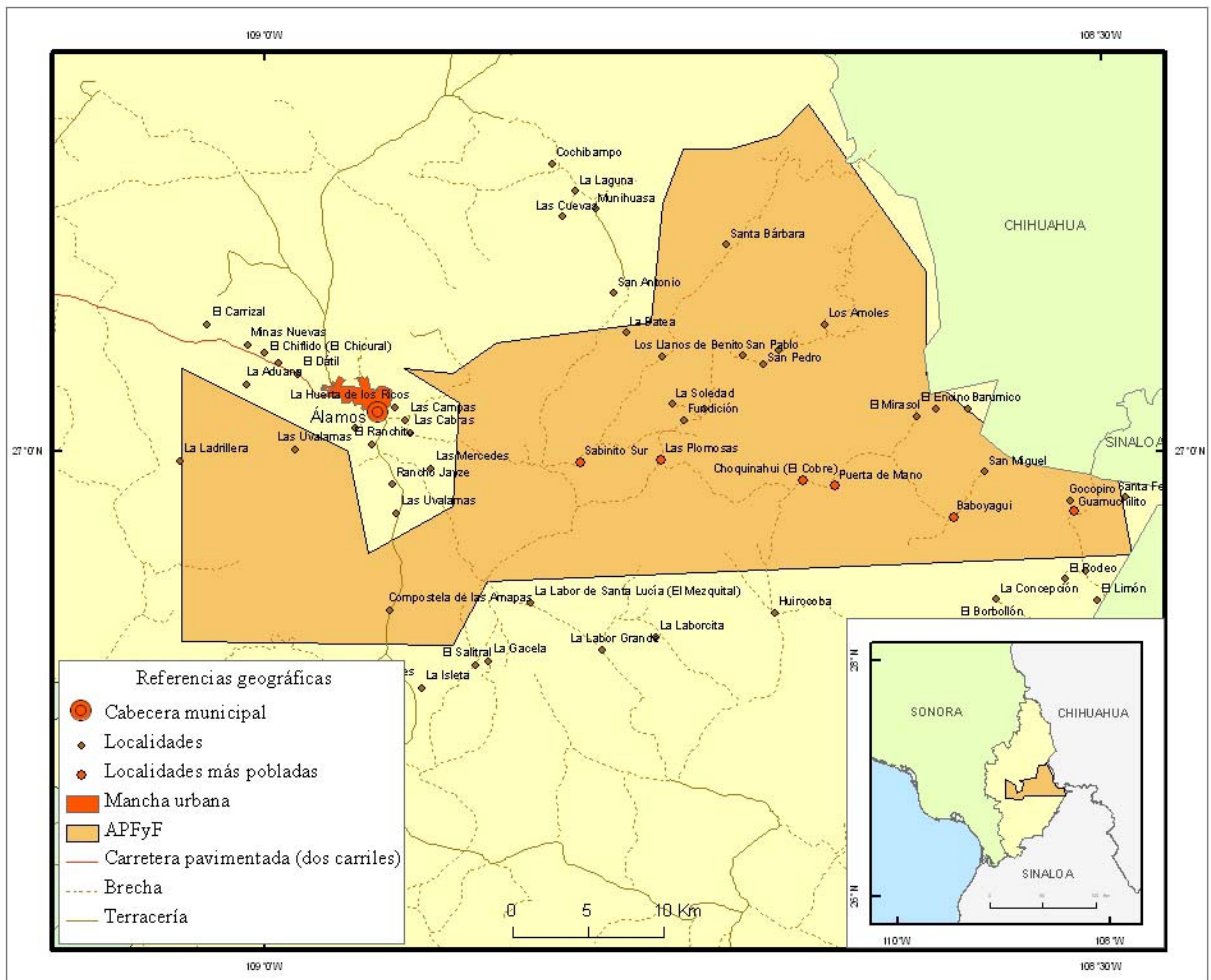 109°0'W
108°30'W
Cochibampo
La Laguna
Munihuasa
Las Cuevas
CHIHUAHUA
Santa Bárbara
San Antonio
El Carrizal
La Batea
Los Amoles
Minas Nuevas
El Chiflido (El Chicural)
Los Llanos de Benito
San Pablo
San Pedro
El Datil
La Aduana
La Huerta de los Ricos
La Soledad
Las Campas
Fundición
El Mirasol
El Encino
Barumico
Álamos
Las Cabras
El Ranchito
SINALOA
Las Uvalamas
La Ladrillera
27°0'N
Las Mercedes
Sabinito Sur
Las Plomosas
27°0'N
Rancho Jayze
Choquinahui (El Cobre)
Puerta de Mano
San Miguel
Las Uvalamas
Baboyagui
Gocopiro
Santa Fe
Guamuchilito
El Rodeo
La Concepción
El Limón
Compostela de las Amapas
La Labor de Santa Lucía (El Mezquital)
Huirocoba
El Borbollón
La Laborcita
La Labor Grande
El Salitral
La Gacela
La Isleta
es
Referencias geográficas
Cabecera municipal
Localidades
Localidades más pobladas
Mancha urbana
APFyF
Carretera pavimentada (dos carriles)
Brecha
Terracería
0 5 10 Km
28°N
SONORA
CHIHUAHUA
SINALOA
26°N
110°W
108°W
109°0'W
108°30'W